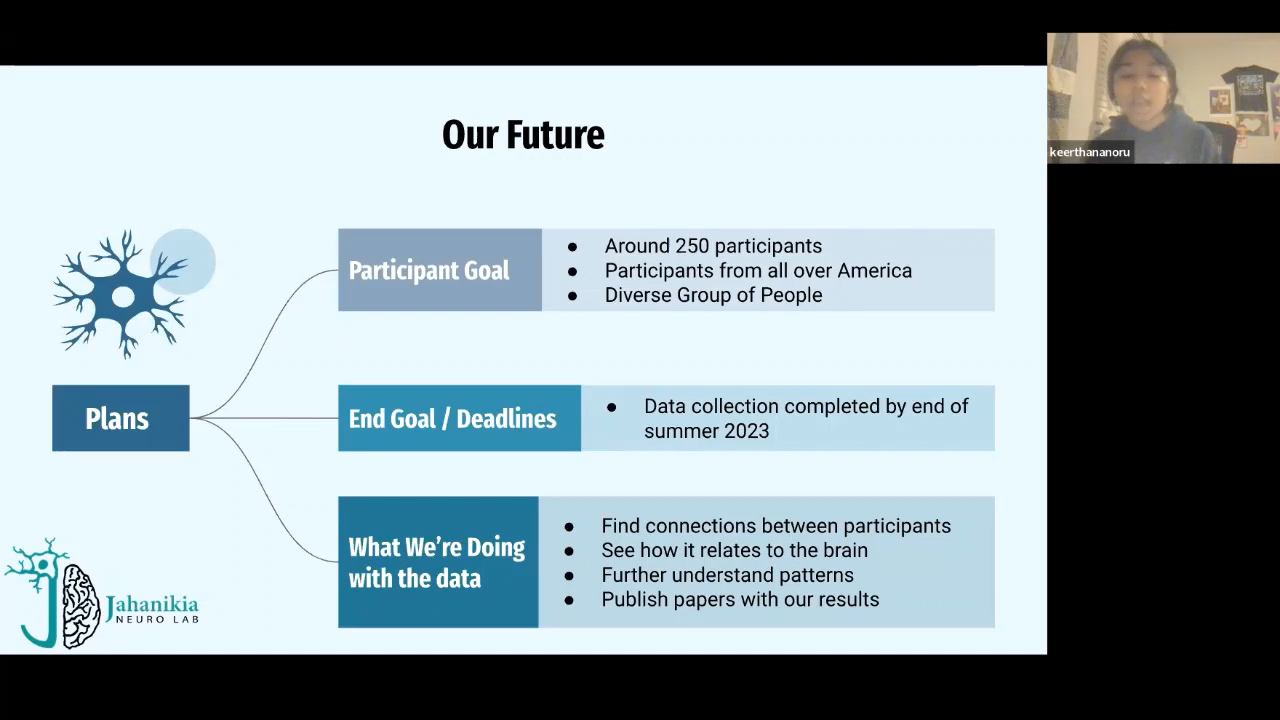 Our Future
keerthananoru
Plans
Participant Goal
● Around 250 participants
● Participants from all over America
● Diverse Group of People
End Goal / Deadlines
● Data collection completed by end of
summer 2023
What We're Doing
with the data
● Find connections between participants
● See how it relates to the brain
● Further understand patterns
● Publish papers with our results
Jahanikia
NEURO LAB